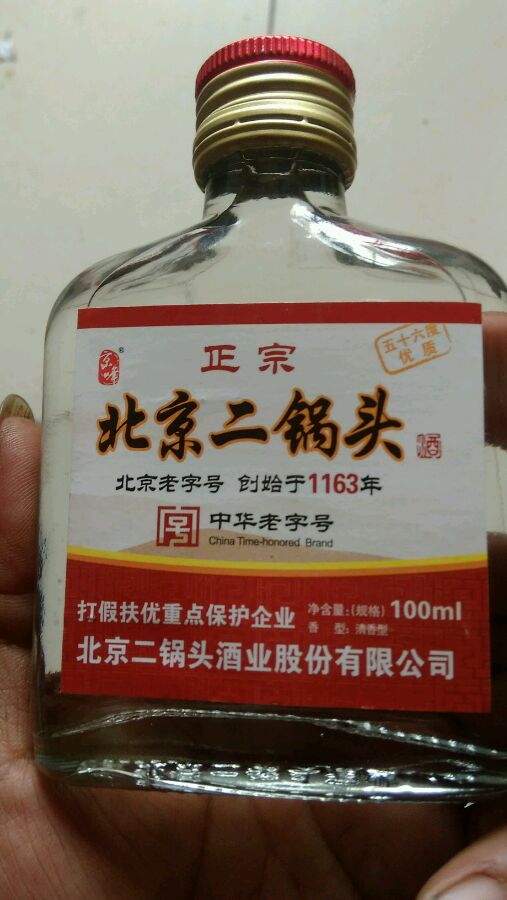 京峰®
正宗
五十六度
优质
北京二锅头
酒
北京老字号 创始于1163年
字
中华老字号
China Time-honored Brand
打假扶优重点保护企业
净含量:(规格) 100ml
香 型: 清香型
北京二锅头酒业股份有限公司